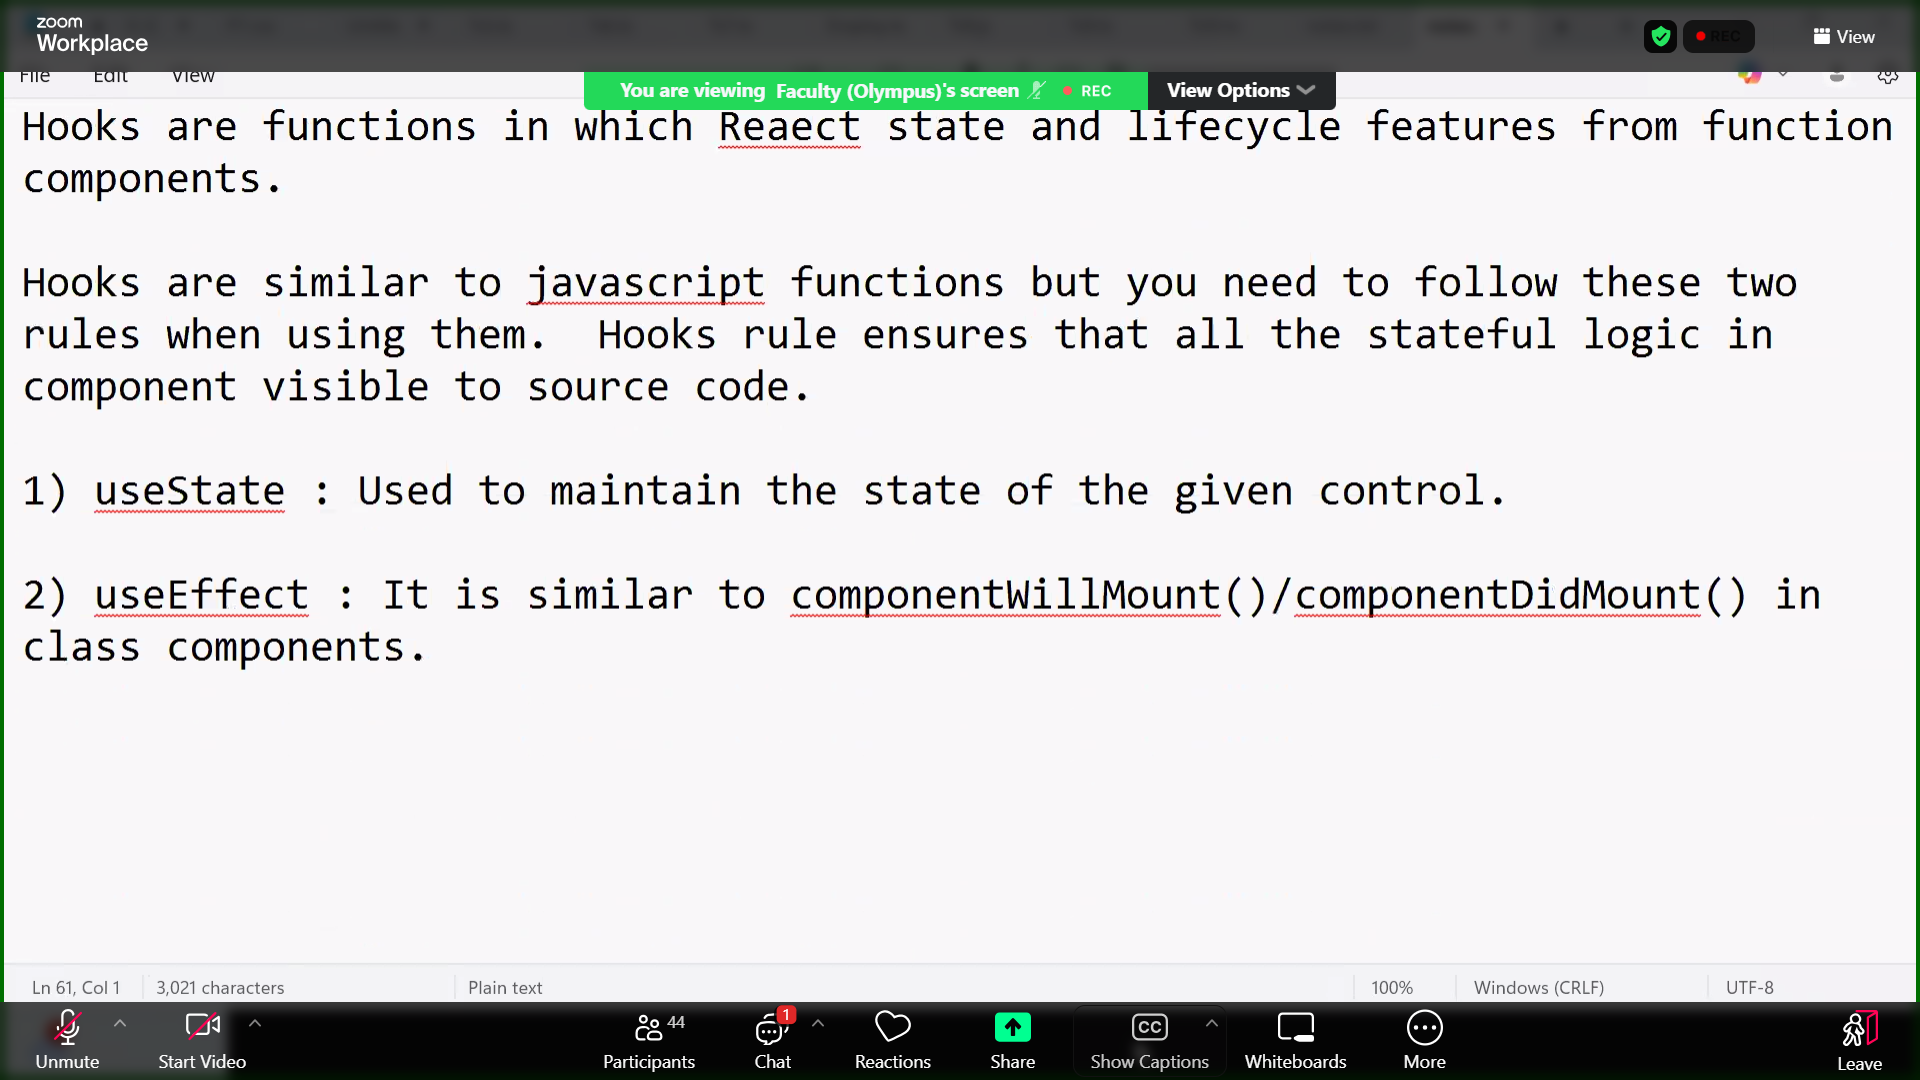 zoom
Workplace
REC
View
File Edit View
You are viewing Faculty (Olympus)'s screen REC View Options
Hooks are functions in which Reaect state and lifecycle features from function
components.
Hooks are similar to javascript functions but you need to follow these two
rules when using them.  Hooks rule ensures that all the stateful logic in
component visible to source code.
1) useState : Used to maintain the state of the given control.
2) useEffect : It is similar to componentWillMount()/componentDidMount() in
class components.
Ln 61, Col 1 3,021 characters Plain text 100% Windows (CRLF) UTF-8
44 1 CC
Unmute Start Video Participants Chat Reactions Share Show Captions Whiteboards More Leave